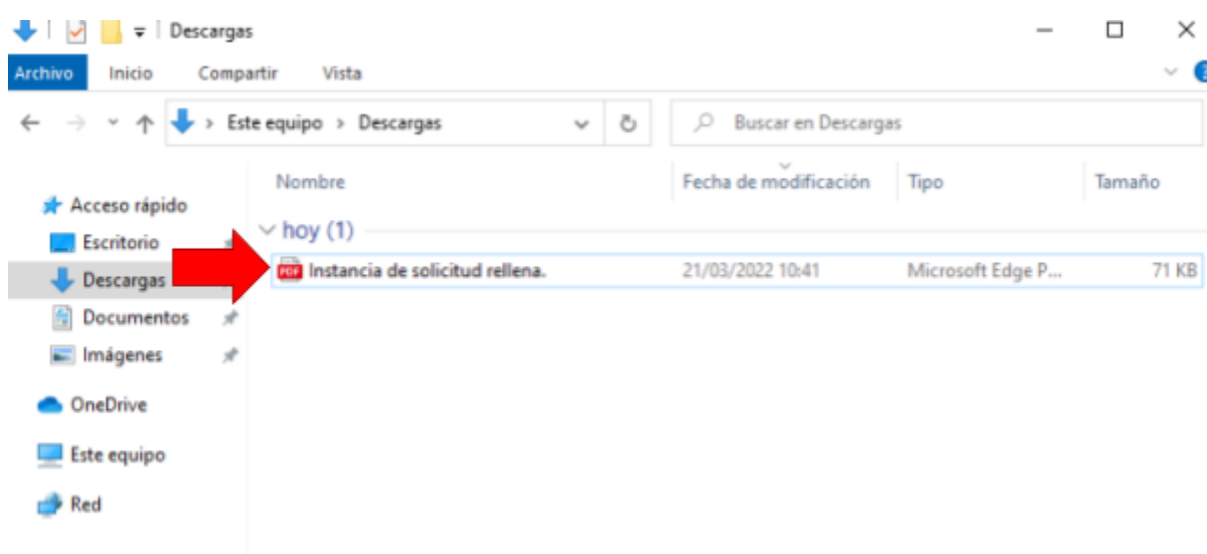 Descargas
Archivo Inicio Compartir Vista
Este equipo > Descargas Buscar en Descargas
Nombre Fecha de modificación Tipo Tamaño
Acceso rápido
hoy (1)
Escritorio
PDF Instancia de solicitud rellena. 21/03/2022 10:41 Microsoft Edge P... 71 KB
Descargas
Documentos
Imágenes
OneDrive
Este equipo
Red